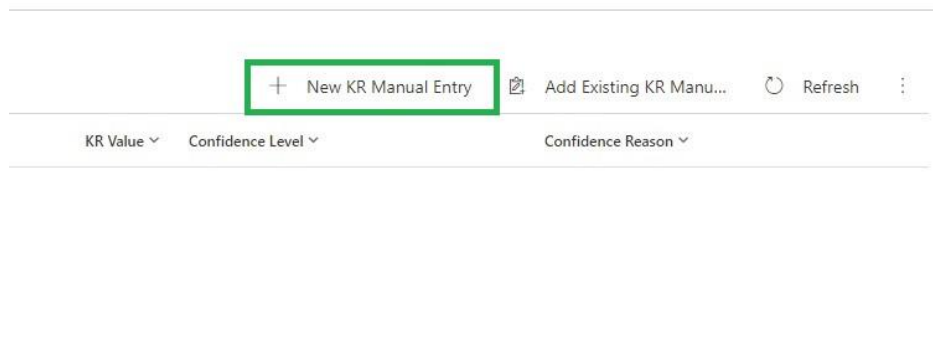 New KR Manual Entry Add Existing KR Manu... Refresh
KR Value Confidence Level Confidence Reason